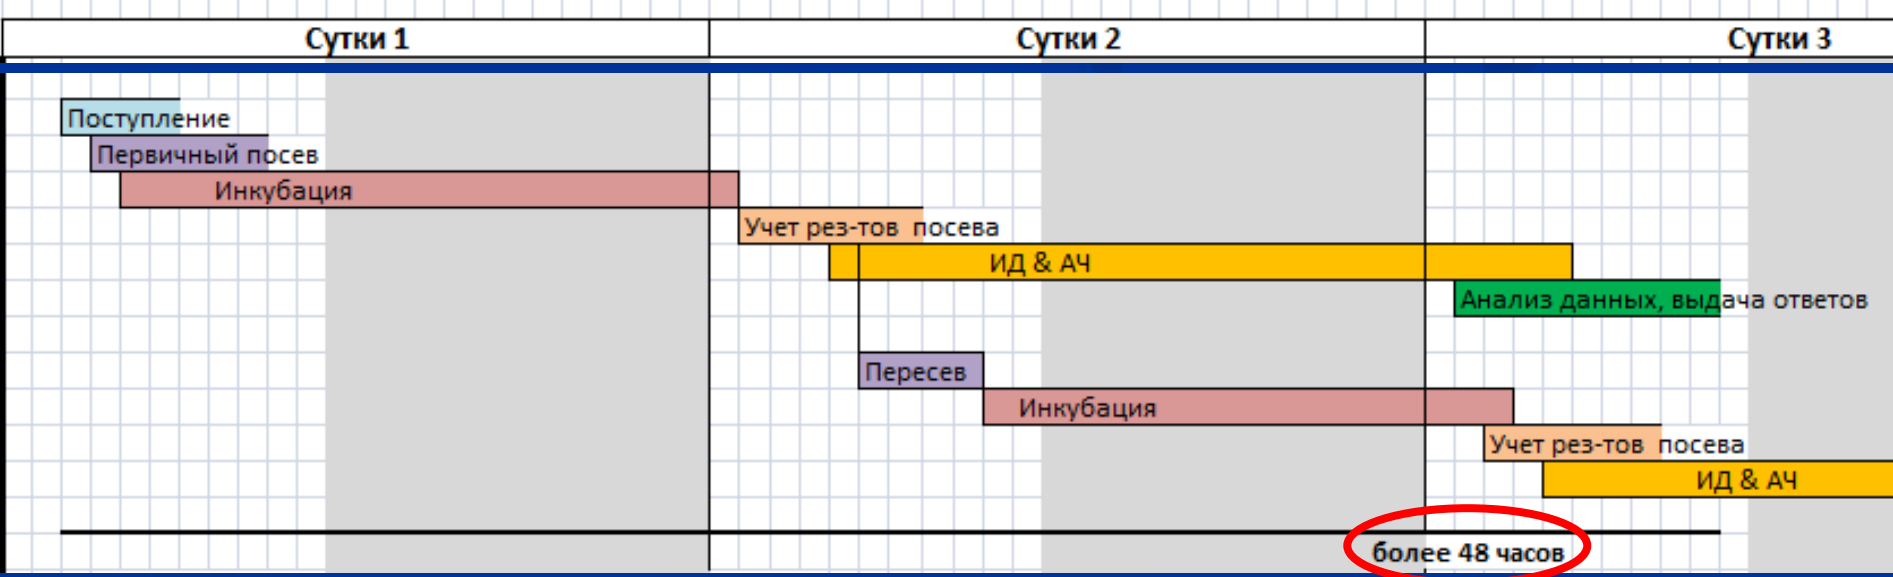 Сутки 1
Сутки 2
Сутки 3
Поступление
Первичный посев
Инкубация
Учет рез-тов посева
ИД & АЧ
Анализ данных, выдача ответов
Пересев
Инкубация
Учет рез-тов посева
ИД & АЧ
более 48 часов